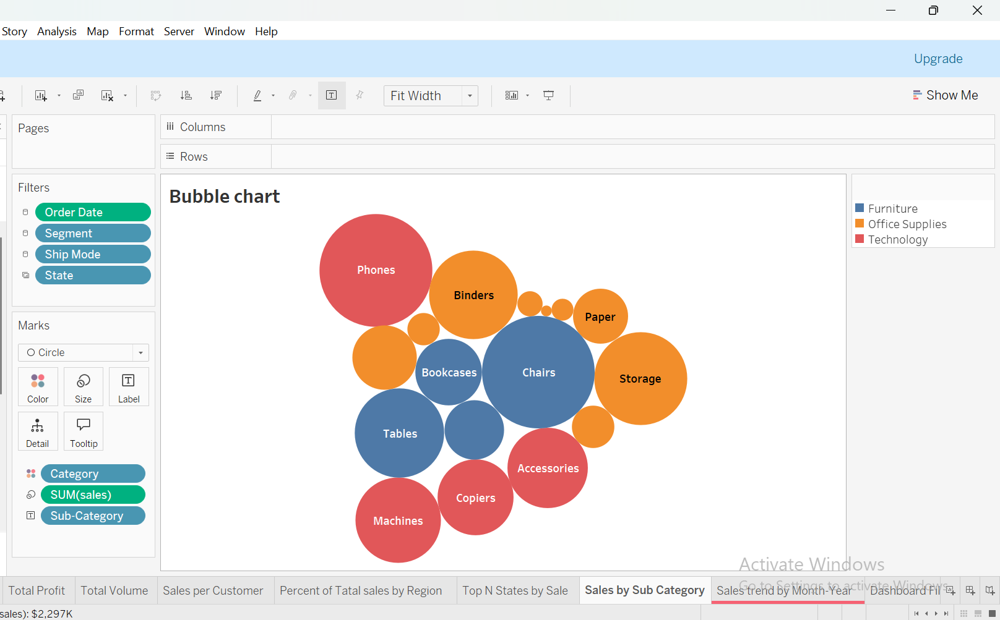 Story Analysis Map Format Server Window Help
Upgrade
Fit Width
Show Me
Pages
Columns
Rows
Filters
Order Date
Segment
Ship Mode
State
Marks
Circle
Color Size Label
Detail Tooltip
Category
SUM(sales)
Sub-Category
Bubble chart
Phones
Binders
Paper
Bookcases
Chairs
Storage
Tables
Accessories
Copiers
Machines
Furniture
Office Supplies
Technology
Activate Windows
Go to Settings to activate Windows.
Total Profit Total Volume Sales per Customer Percent of Tatal sales by Region Top N States by Sale Sales by Sub Category Sales trend by Month-Year Dashboard Fil
sales): $2,297K